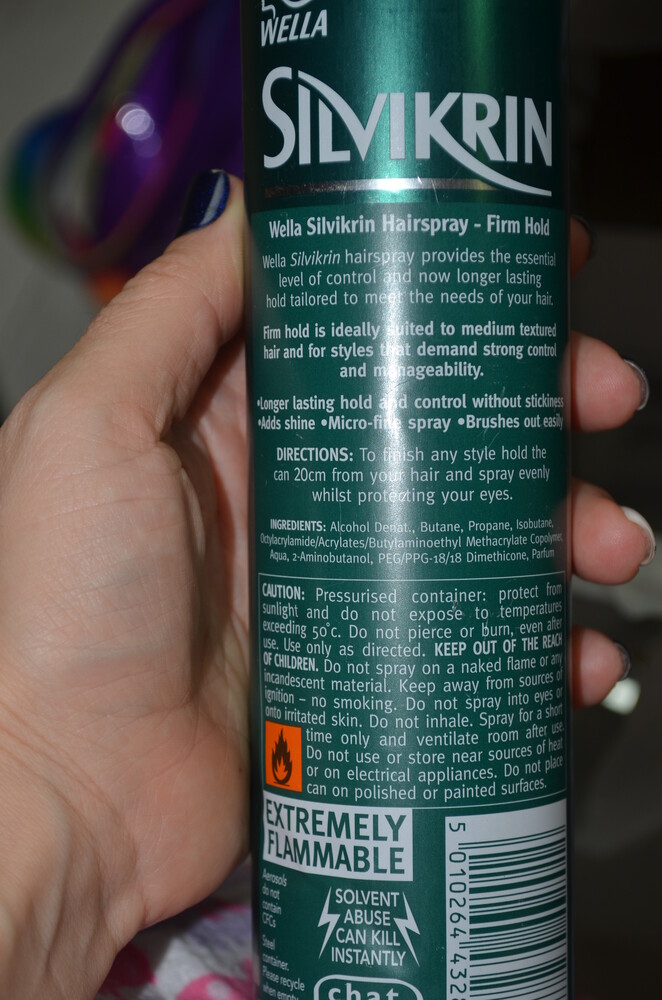 WELLA
SILVIKRIN
Wella Silvikrin Hairspray - Firm Hold
Wella Silvikrin hairspray provides the essential
level of control and now longer lasting
hold tailored to meet the needs of your hair.
Firm hold is ideally suited to medium textured
hair and for styles that demand strong control
and manageability.
•Longer lasting hold and control without stickiness
•Adds shine •Micro-fine spray •Brushes out easily
DIRECTIONS: To finish any style hold the
can 20cm from your hair and spray evenly
whilst protecting your eyes.
INGREDIENTS: Alcohol Denat., Butane, Propane, Isobutane,
Octylacrylamide/Acrylates/Butylaminoethyl Methacrylate Copolymer,
Aqua, 2-Aminobutanol, PEG/PPG-18/18 Dimethicone, Parfum
CAUTION: Pressurised container: protect from
sunlight and do not expose to temperatures
exceeding 50°c. Do not pierce or burn, even after
use. Use only as directed. KEEP OUT OF THE REACH
OF CHILDREN. Do not spray on a naked flame or any
incandescent material. Keep away from sources of
ignition – no smoking. Do not spray into eyes or
onto irritated skin. Do not inhale. Spray for a short
time only and ventilate room after use.
Do not use or store near sources of heat
or on electrical appliances. Do not place
can on polished or painted surfaces.
EXTREMELY
FLAMMABLE
Aerosols
do not
contain
CFCs
Steel
container.
Please recycle
when empty
SOLVENT
ABUSE
CAN KILL
INSTANTLY
chat
5 010264 432